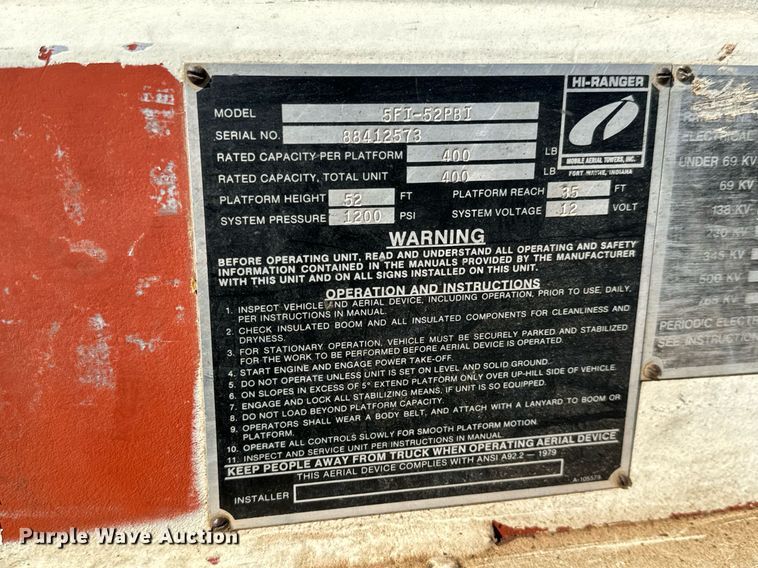 HI-RANGER
MOBILE AERIAL TOWERS, INC.
FORT WAYNE, INDIANA
MODEL 5FI-52PBI
SERIAL NO. 88412573
RATED CAPACITY PER PLATFORM 400 LB
RATED CAPACITY, TOTAL UNIT 400 LB
PLATFORM HEIGHT 52 FT PLATFORM REACH 35 FT
SYSTEM PRESSURE 1200 PSI SYSTEM VOLTAGE 12 VOLT
WARNING
BEFORE OPERATING UNIT, READ AND UNDERSTAND ALL OPERATING AND SAFETY
INFORMATION CONTAINED IN THE MANUALS PROVIDED BY THE MANUFACTURER
WITH THIS UNIT AND ON ALL SIGNS INSTALLED ON THIS UNIT.
OPERATION AND INSTRUCTIONS
1. INSPECT VEHICLE AND AERIAL DEVICE, INCLUDING OPERATION, PRIOR TO USE, DAILY,
PER INSTRUCTIONS IN MANUAL.
2. CHECK INSULATED BOOM AND ALL INSULATED COMPONENTS FOR CLEANLINESS AND
DRYNESS.
3. FOR STATIONARY OPERATION, VEHICLE MUST BE SECURELY PARKED AND STABILIZED
FOR THE WORK TO BE PERFORMED BEFORE AERIAL DEVICE IS OPERATED.
4. START ENGINE AND ENGAGE POWER TAKE-OFF.
5. DO NOT OPERATE UNLESS UNIT IS SET ON LEVEL AND SOLID GROUND.
6. ON SLOPES IN EXCESS OF 5° EXTEND PLATFORM ONLY OVER UP-HILL SIDE OF VEHICLE.
7. ENGAGE AND LOCK ALL STABILIZING MEANS, IF UNIT IS SO EQUIPPED.
8. DO NOT LOAD BEYOND PLATFORM CAPACITY.
9. OPERATORS SHALL WEAR A BODY BELT, AND ATTACH WITH A LANYARD TO BOOM OR
PLATFORM.
10. OPERATE ALL CONTROLS SLOWLY FOR SMOOTH PLATFORM MOTION.
11. INSPECT AND SERVICE UNIT PER INSTRUCTIONS IN MANUAL.
KEEP PEOPLE AWAY FROM TRUCK WHEN OPERATING AERIAL DEVICE
THIS AERIAL DEVICE COMPLIES WITH ANSI A92.2 — 1979
INSTALLER
A-105579
ELECTRICAL
UNDER 69 KV
69 KV
138 KV
345 KV
500 KV
PERIODIC ELECTR
SEE INSTRUCTION
Purple Wave Auction